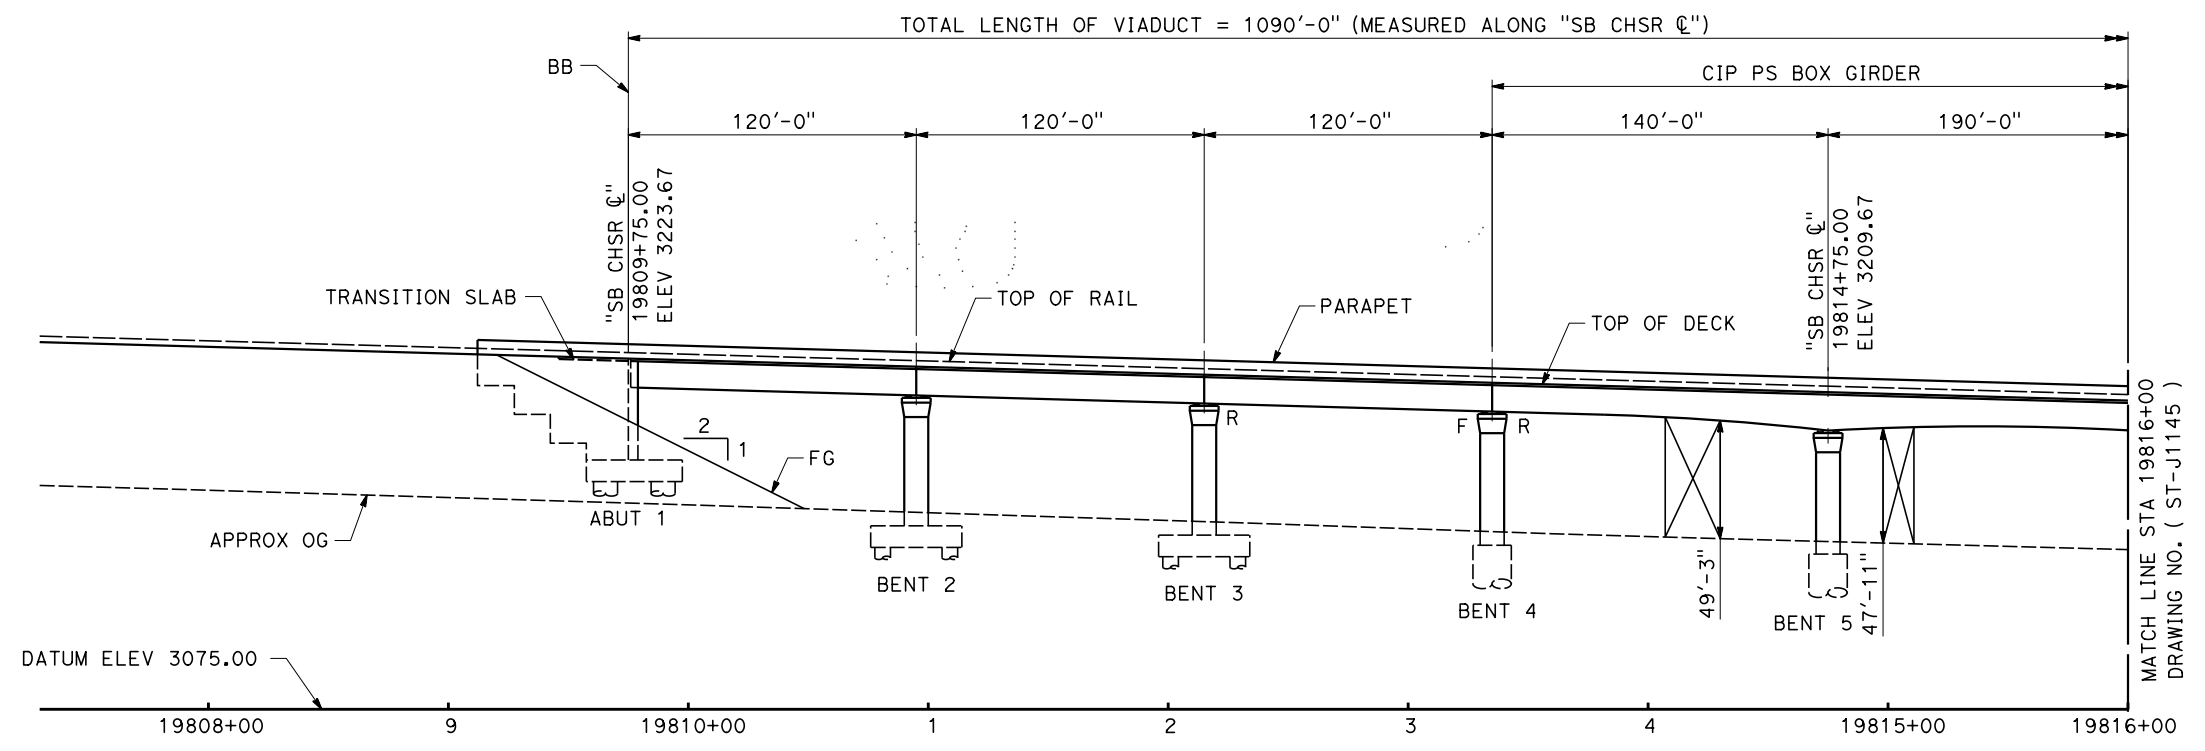 TOTAL LENGTH OF VIADUCT = 1090'-0" (MEASURED ALONG "SB CHSR ℄")
BB
CIP PS BOX GIRDER
120'-0"
120'-0"
120'-0"
140'-0"
190'-0"
"SB CHSR ℄"
19809+75.00
ELEV 3223.67
"SB CHSR ℄"
19814+75.00
ELEV 3209.67
TRANSITION SLAB
TOP OF RAIL
PARAPET
TOP OF DECK
2
1
FG
R
F
R
APPROX OG
ABUT 1
BENT 2
BENT 3
BENT 4
BENT 5
49'-3"
47'-11"
MATCH LINE STA 19816+00
DRAWING NO. ( ST-J1145 )
DATUM ELEV 3075.00
19808+00
9
19810+00
1
2
3
4
19815+00
19816+00